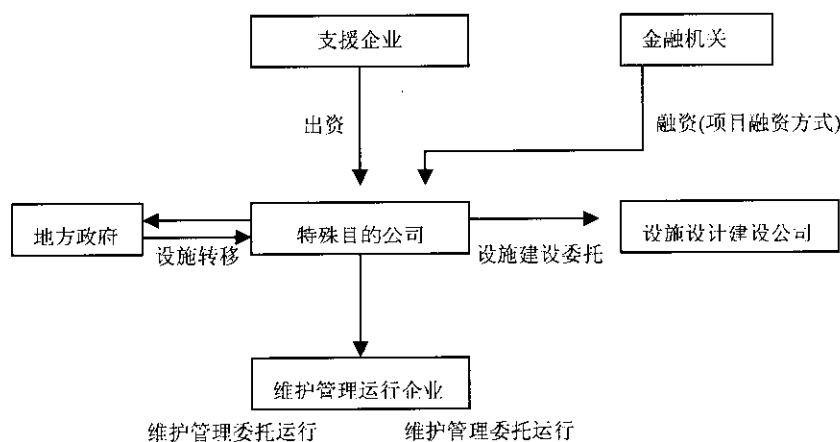 支援企业
金融机关
出资
融资(项目融资方式)
地方政府
特殊目的公司
设施设计建设公司
设施转移
设施建设委托
维护管理运行企业
维护管理委托运行
维护管理委托运行